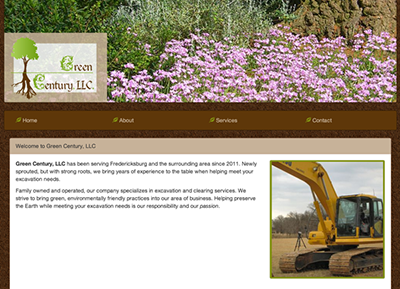 Green
Century, LLC.
Home
About
Services
Contact
Welcome to Green Century, LLC
Green Century, LLC has been serving Fredericksburg and the surrounding area since 2011. Newly
sprouted, but with strong roots, we bring years of experience to the table when helping meet your
excavation needs.
Family owned and operated, our company specializes in excavation and clearing services. We
strive to bring green, environmentally friendly practices into our area of business. Helping preserve
the Earth while meeting your excavation needs is our responsibility and our passion.